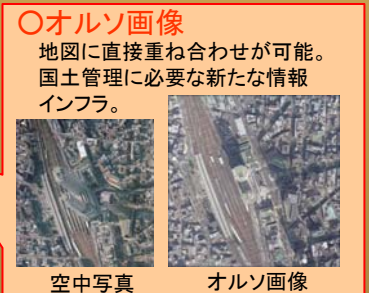 ○オルソ画像
地図に直接重ね合わせが可能。
国土管理に必要な新たな情報
インフラ。
空中写真
オルソ画像